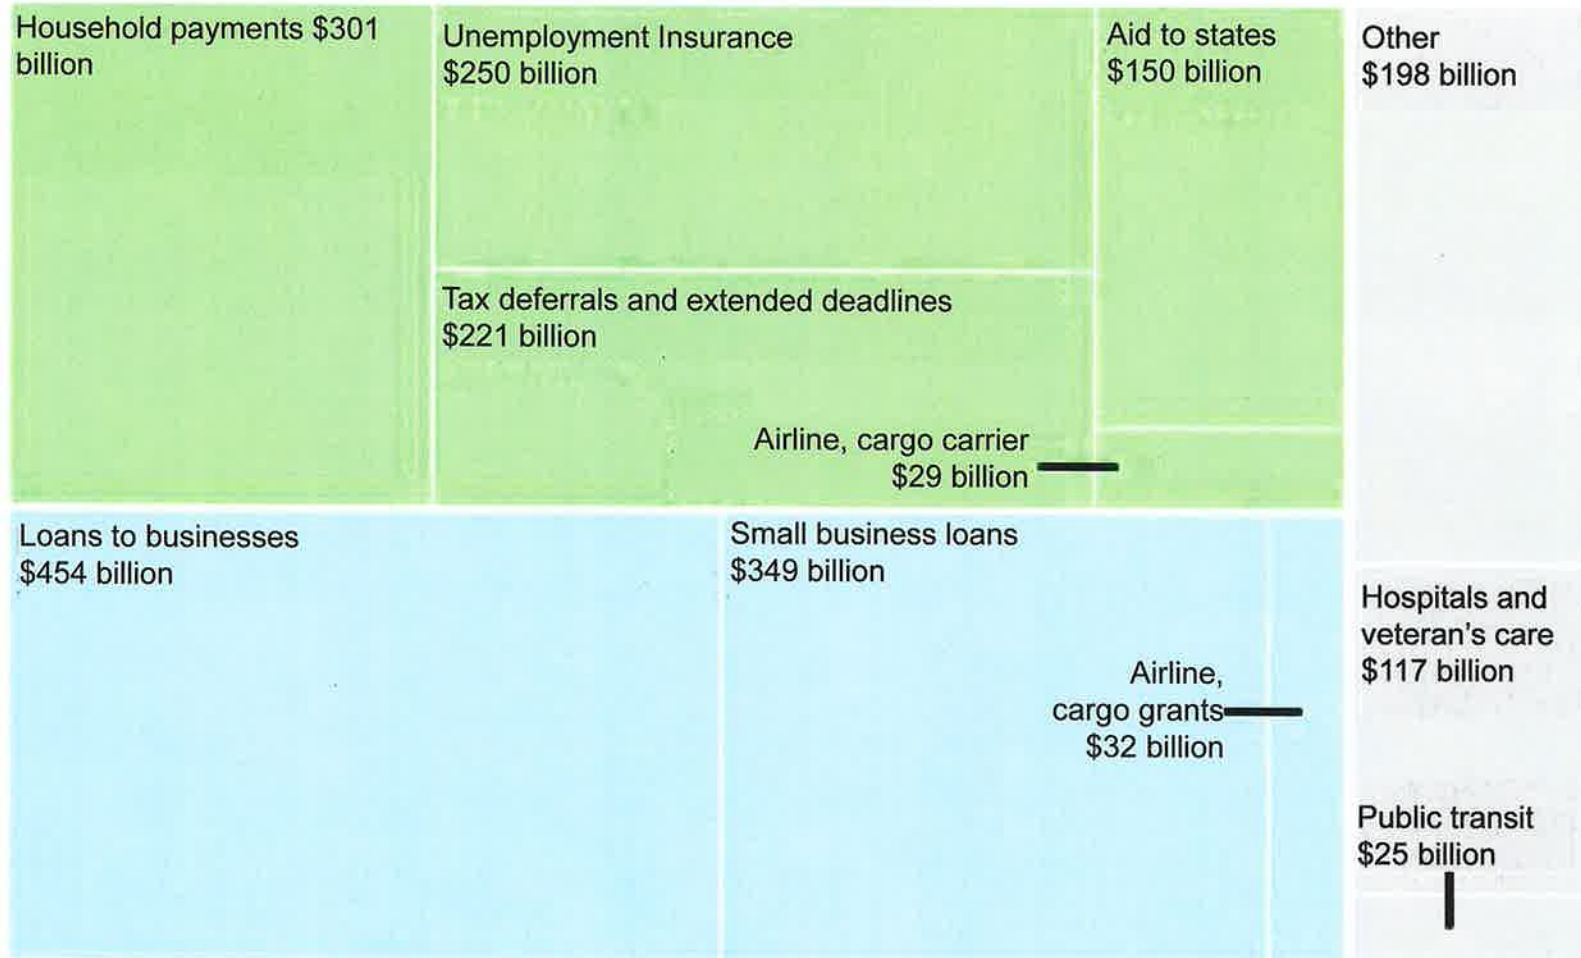 Household payments $301
billion
Unemployment Insurance
$250 billion
Aid to states
$150 billion
Other
$198 billion
Tax deferrals and extended deadlines
$221 billion
Airline, cargo carrier
$29 billion
Loans to businesses
$454 billion
Small business loans
$349 billion
Airline,
cargo grants
$32 billion
Hospitals and
veteran's care
$117 billion
Public transit
$25 billion